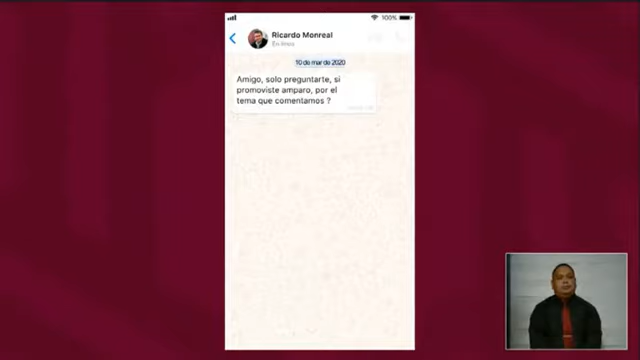 100%
Ricardo Monreal
En línea
10 de mar de 2020
Amigo, solo preguntarte, si
promoviste amparo, por el
tema que comentamos ?